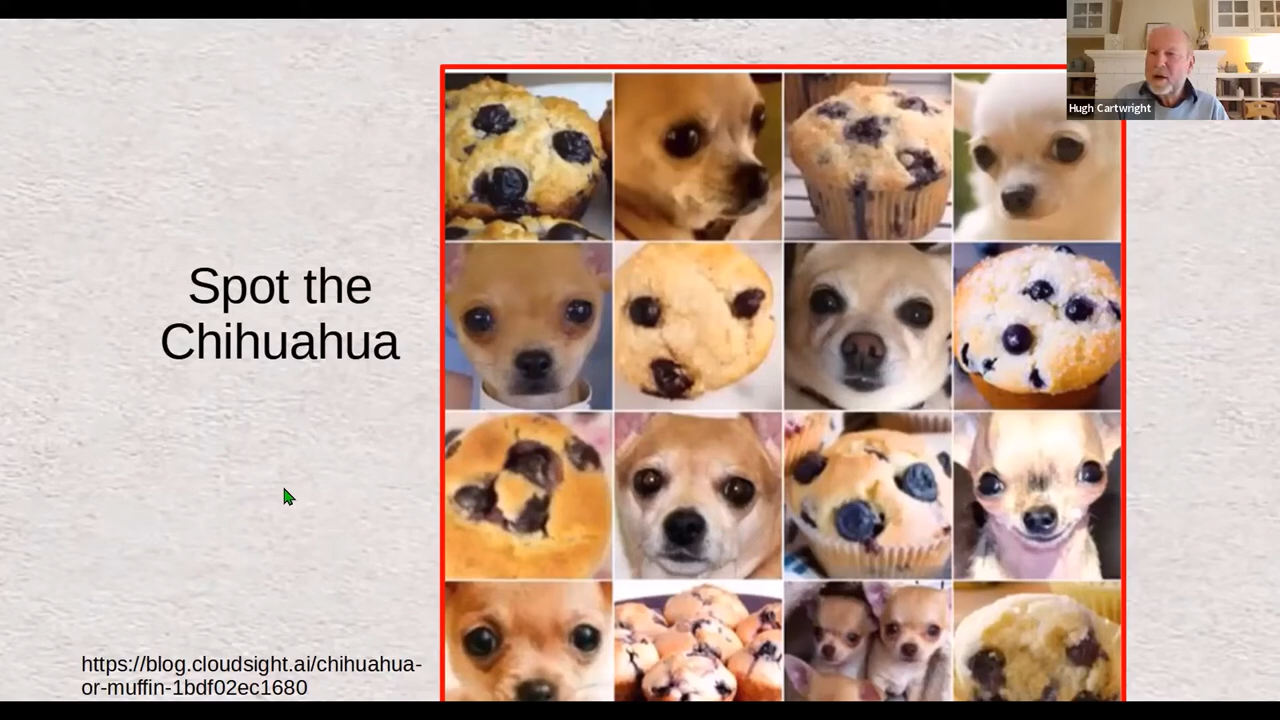 Hugh Cartwright
Spot the
Chihuahua
https://blog.cloudsight.ai/chihuahua-
or-muffin-1bdf02ec1680